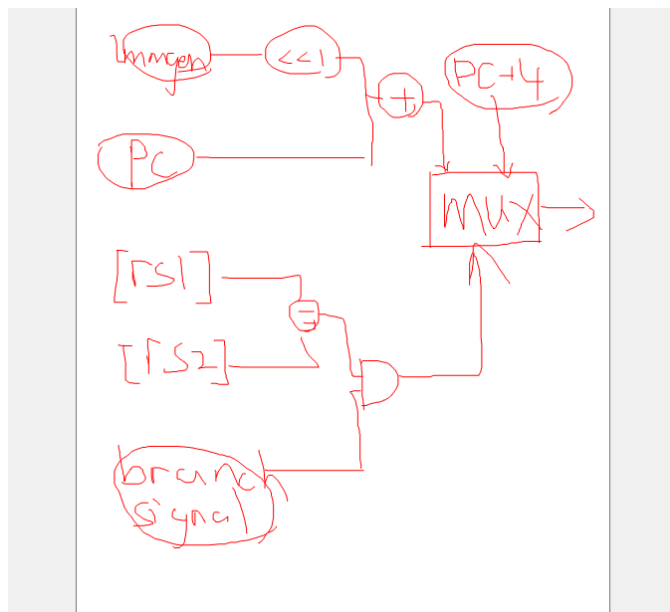 Immgen
<<1
+
PC+4
PC
MUX
[rs1]
=
[rs2]
branch
signal